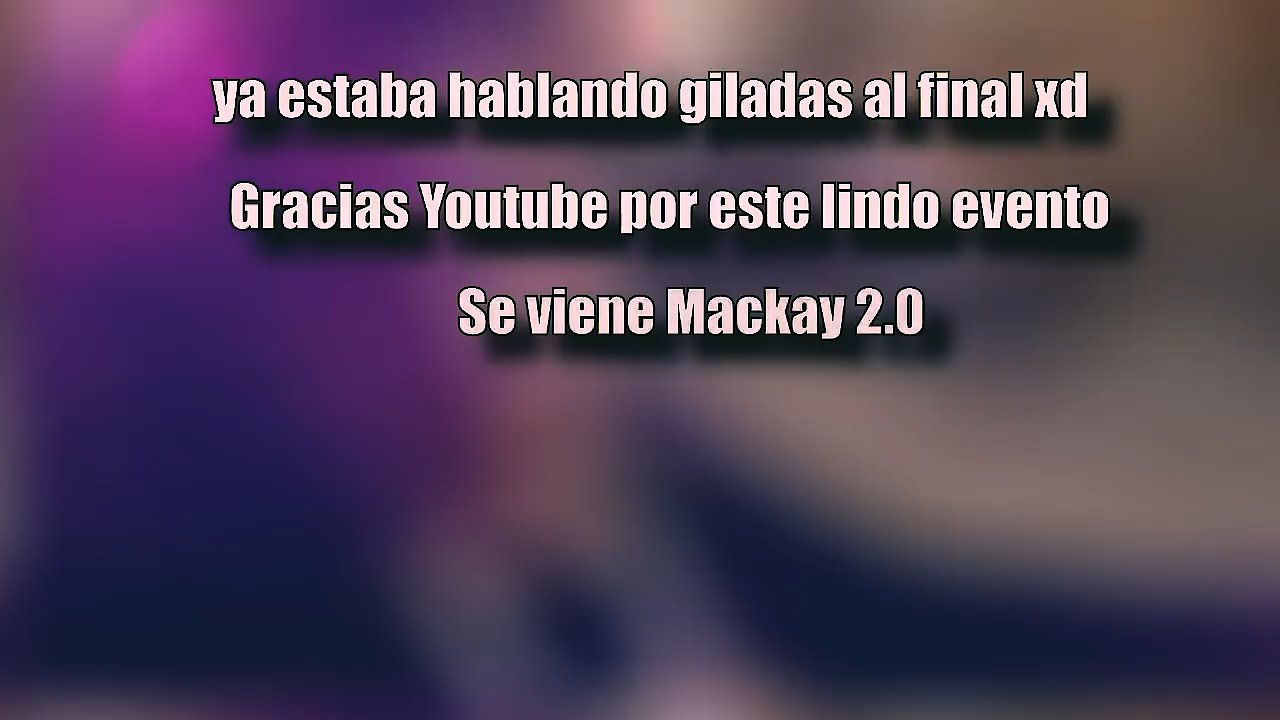 ya estaba hablando giladas al final xd
Gracias Youtube por este lindo evento
Se viene Mackay 2.0